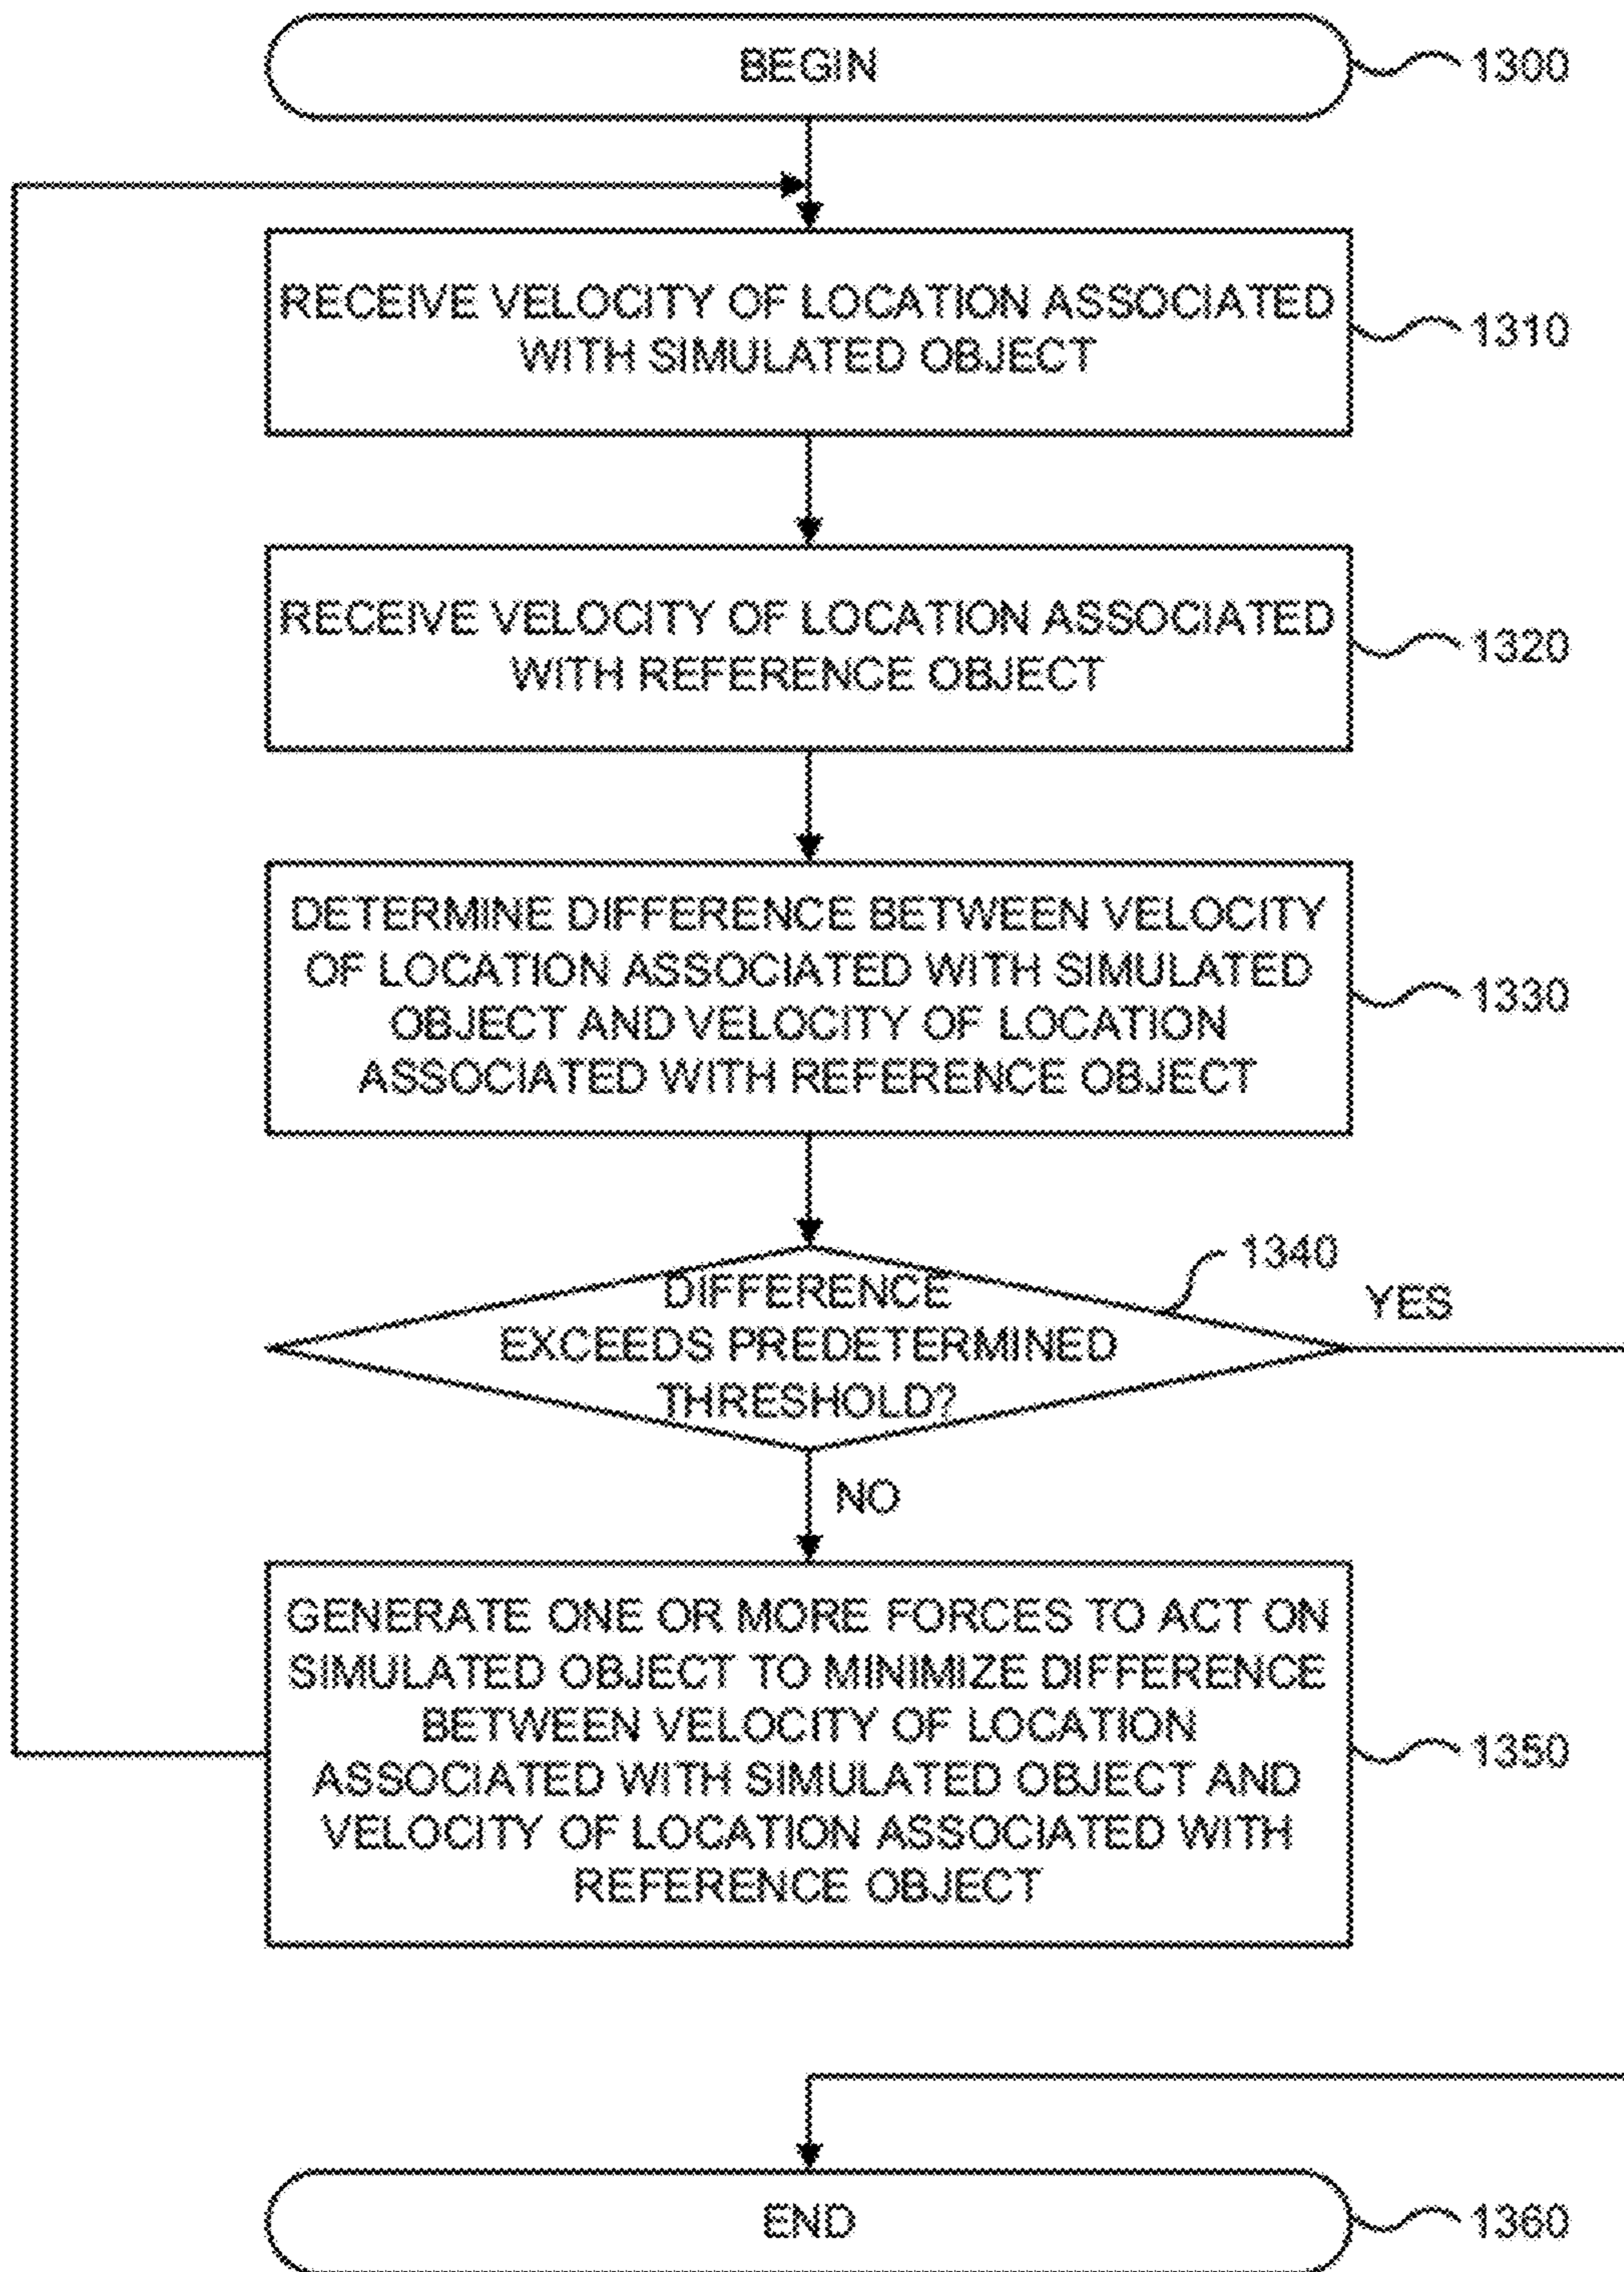 BEGIN
1300
RECEIVE VELOCITY OF LOCATION ASSOCIATED
WITH SIMULATED OBJECT
1310
RECEIVE VELOCITY OF LOCATION ASSOCIATED
WITH REFERENCE OBJECT
1320
DETERMINE DIFFERENCE BETWEEN VELOCITY
OF LOCATION ASSOCIATED WITH SIMULATED
OBJECT AND VELOCITY OF LOCATION
ASSOCIATED WITH REFERENCE OBJECT
1330
1340
DIFFERENCE
EXCEEDS PREDETERMINED
THRESHOLD?
YES
NO
GENERATE ONE OR MORE FORCES TO ACT ON
SIMULATED OBJECT TO MINIMIZE DIFFERENCE
BETWEEN VELOCITY OF LOCATION
ASSOCIATED WITH SIMULATED OBJECT AND
VELOCITY OF LOCATION ASSOCIATED WITH
REFERENCE OBJECT
1350
END
1360